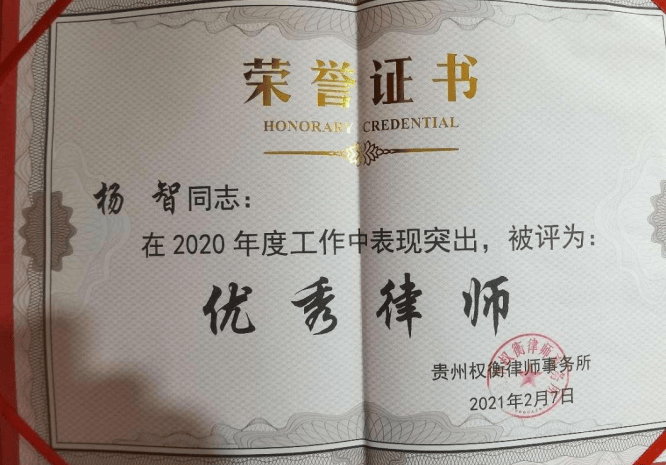 荣誉证书
HONORARY CREDENTIAL
杨 智同志：
在2020年度工作中表现突出，被评为：
优秀律师
贵州权衡律师事务所
2021年2月7日